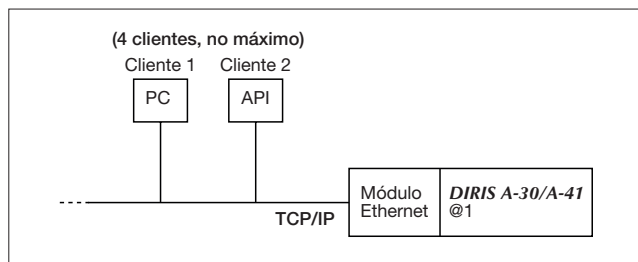 (4 clientes, no máximo)
Cliente 1 Cliente 2
PC API
Módulo DIRIS A-30/A-41
Ethernet @1
TCP/IP